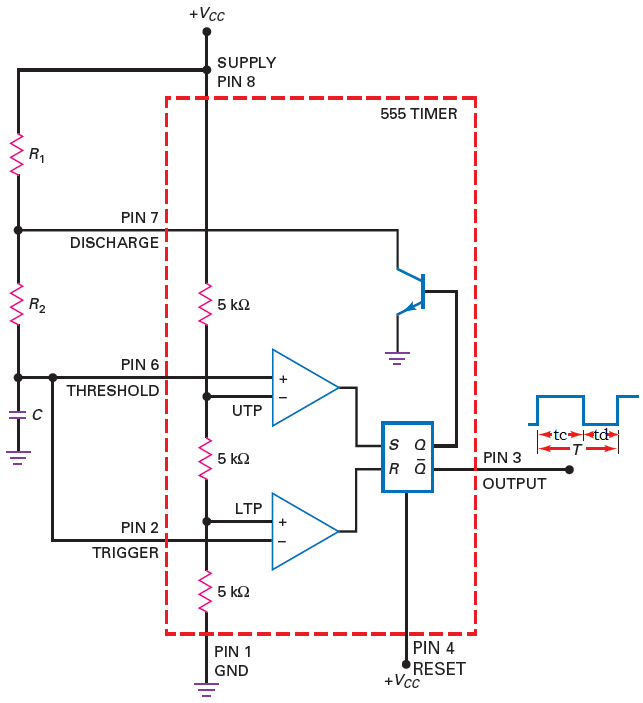 +VCC
SUPPLY
PIN 8
555 TIMER
R1
PIN 7
DISCHARGE
R2
5 kΩ
PIN 6
THRESHOLD
+
−
UTP
C
S Q
R Q̅
5 kΩ
PIN 3
OUTPUT
tc td
T
LTP
+
−
PIN 2
TRIGGER
5 kΩ
PIN 1
GND
PIN 4
RESET
+VCC